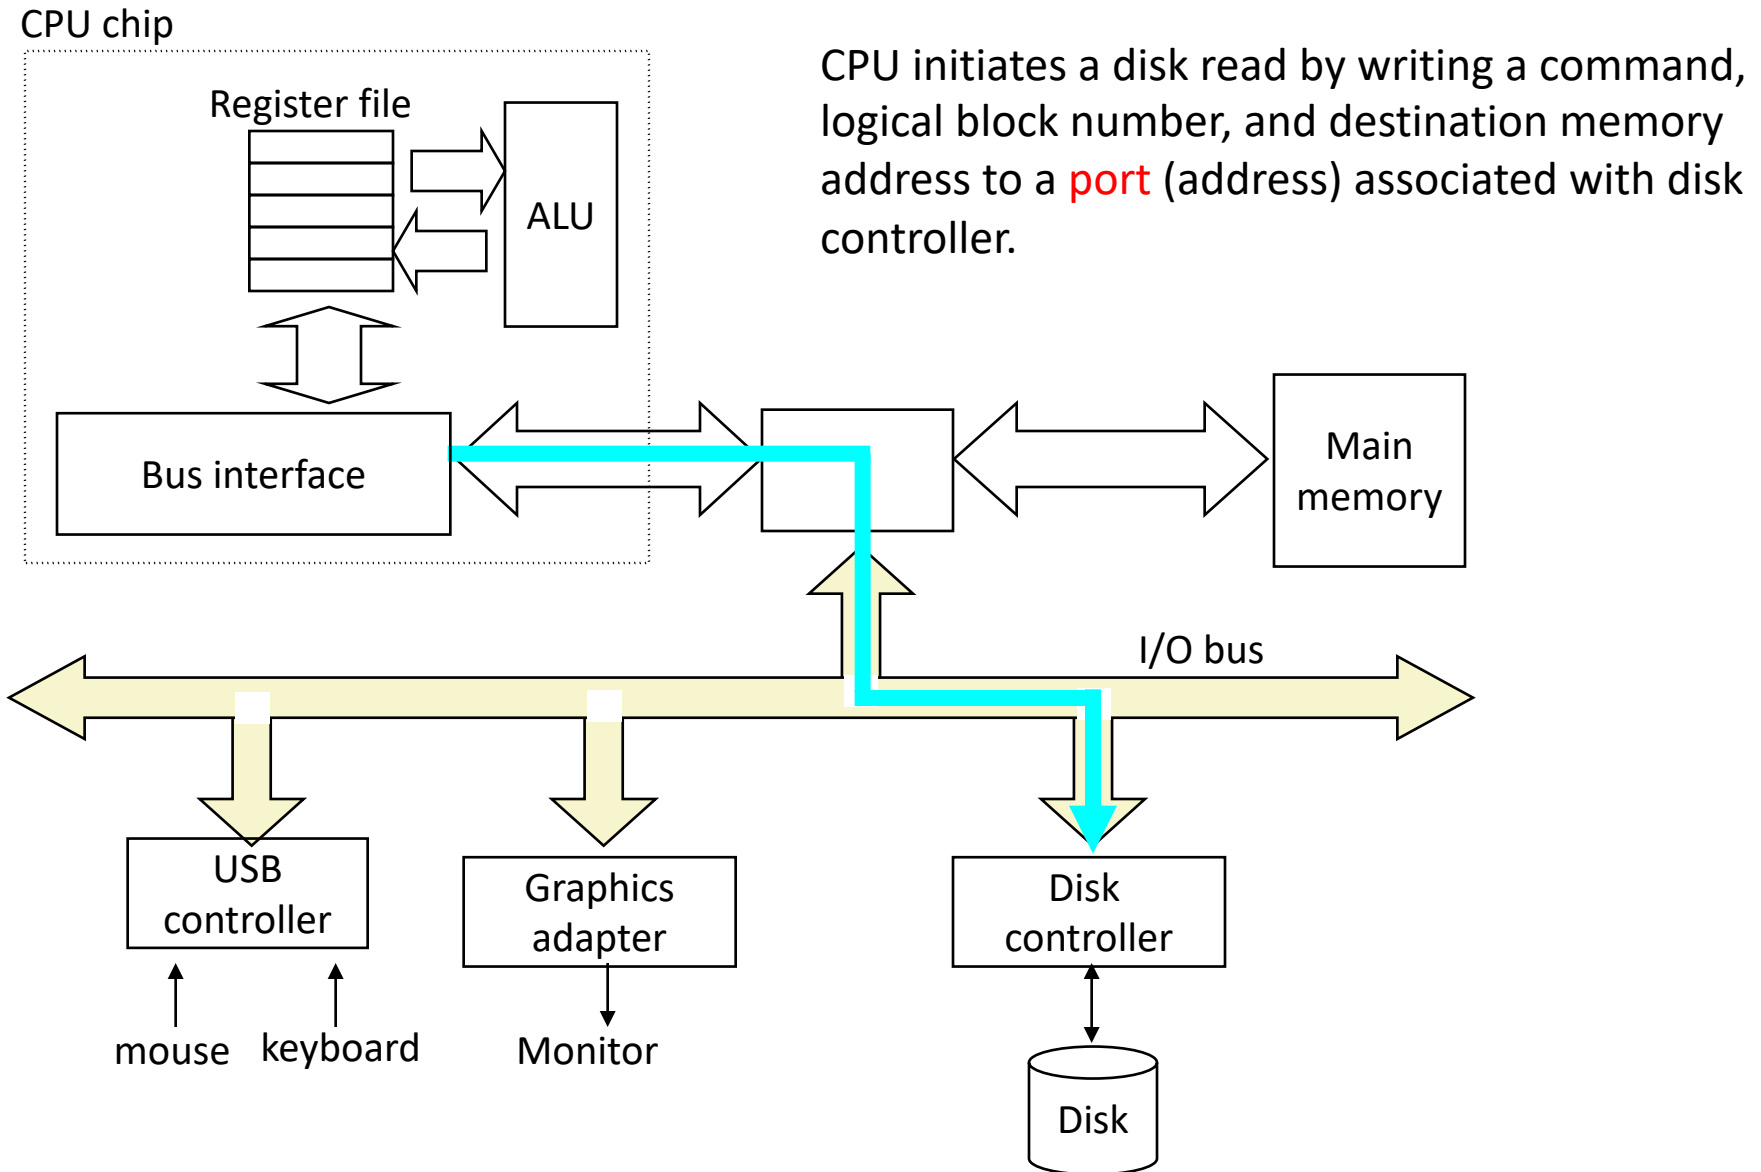 CPU chip
CPU initiates a disk read by writing a command,
logical block number, and destination memory
address to a port (address) associated with disk
controller.
Register file
ALU
Bus interface
Main
memory
I/O bus
USB
controller
Graphics
adapter
Disk
controller
mouse
keyboard
Monitor
Disk